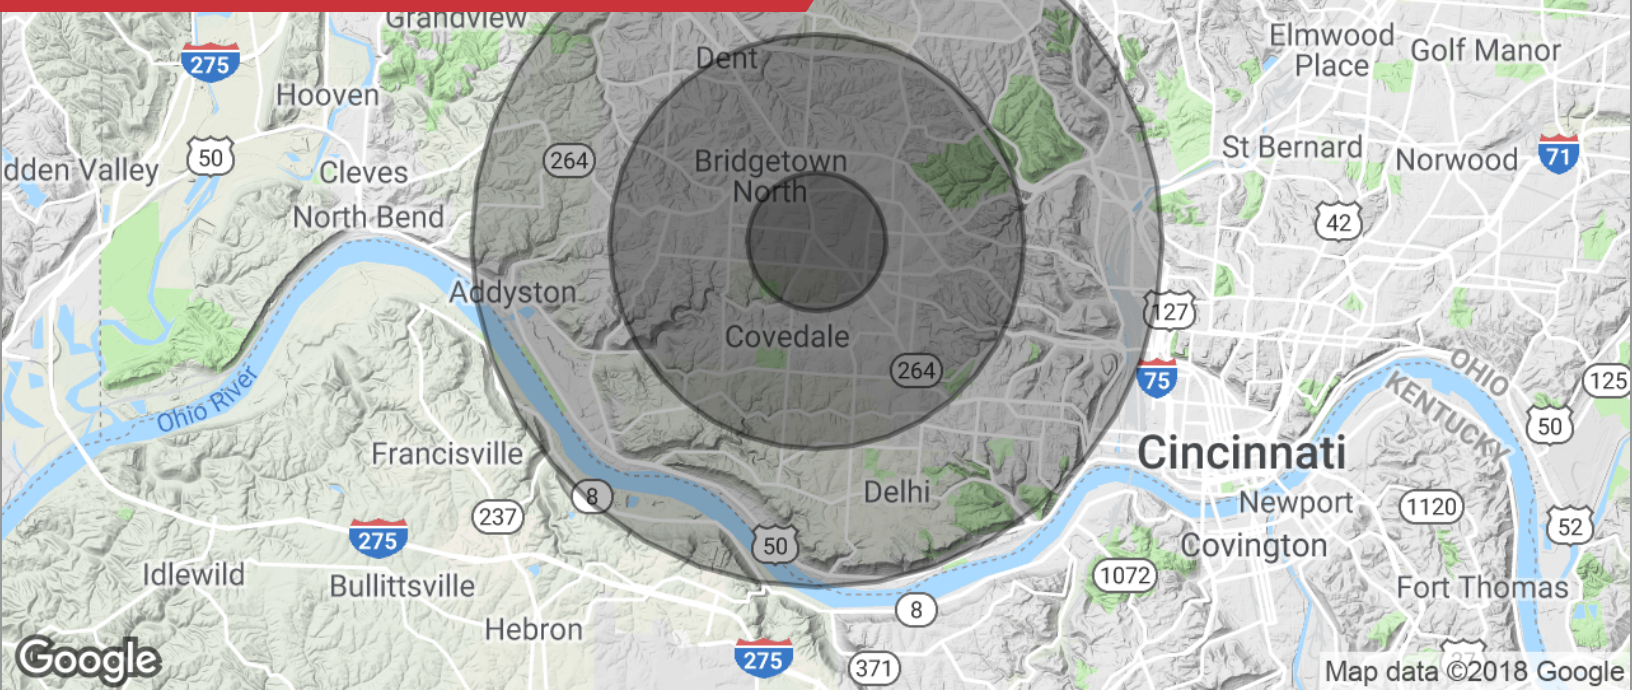 Grandview
Elmwood
Place
Golf Manor
Dent
275
Hooven
50
264
Bridgetown
North
St Bernard
Norwood
71
dden Valley
Cleves
North Bend
42
Addyston
127
Covedale
264
75
OHIO
KENTUCKY
125
50
Ohio River
Francisville
Cincinnati
Delhi
8
237
Newport
1120
52
275
50
Covington
Idlewild
Bullittsville
1072
Fort Thomas
8
Hebron
275
371
27
Google
Map data ©2018 Google